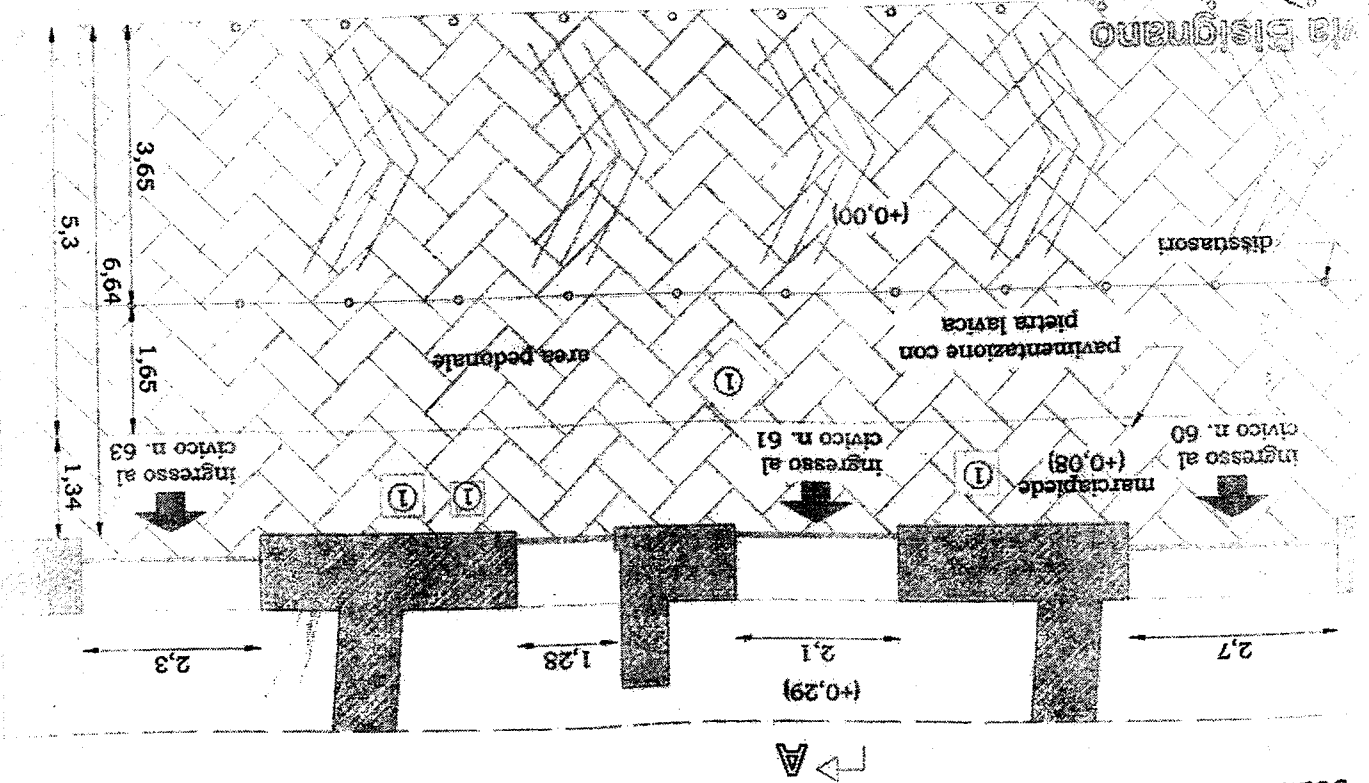 A
(+0,29)
2,7
2,1
1,28
2,3
ingresso al
civico n. 60
marciapiede
(+0,08)
①
ingresso al
civico n. 61
①
①
ingresso al
civico n. 63
1,34
pavimentazione con
pietra lavica
①
area pedonale
1,65
6,64
5,3
dissuasori
(+0,00)
3,65
via Bisignano